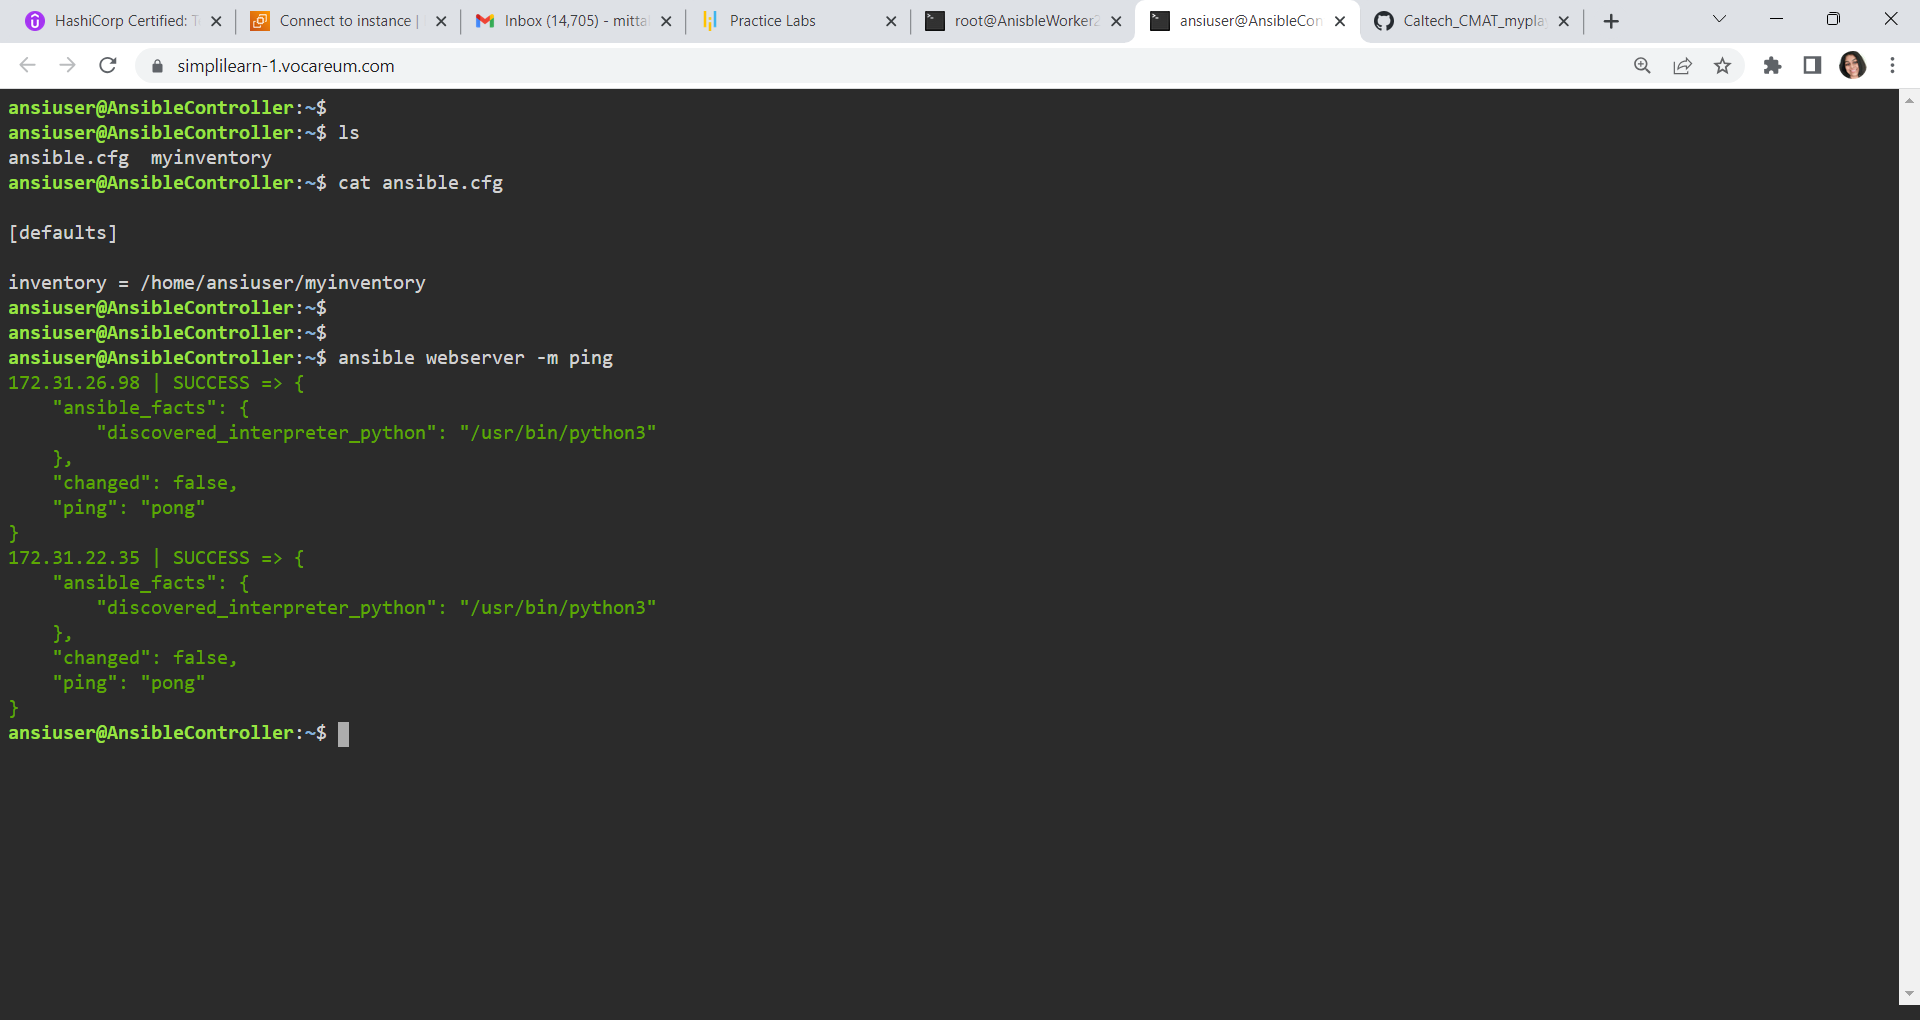 HashiCorp Certified: T
Connect to instance |
Inbox (14,705) - mitta
Practice Labs
root@AnisbleWorker2
ansiuser@AnsibleCon
Caltech_CMAT_mypla
simplilearn-1.vocareum.com
ansiuser@AnsibleController:~$
ansiuser@AnsibleController:~$ ls
ansible.cfg  myinventory
ansiuser@AnsibleController:~$ cat ansible.cfg
[defaults]
inventory = /home/ansiuser/myinventory
ansiuser@AnsibleController:~$
ansiuser@AnsibleController:~$
ansiuser@AnsibleController:~$ ansible webserver -m ping
172.31.26.98 | SUCCESS => {
    "ansible_facts": {
        "discovered_interpreter_python": "/usr/bin/python3"
    },
    "changed": false,
    "ping": "pong"
}
172.31.22.35 | SUCCESS => {
    "ansible_facts": {
        "discovered_interpreter_python": "/usr/bin/python3"
    },
    "changed": false,
    "ping": "pong"
}
ansiuser@AnsibleController:~$